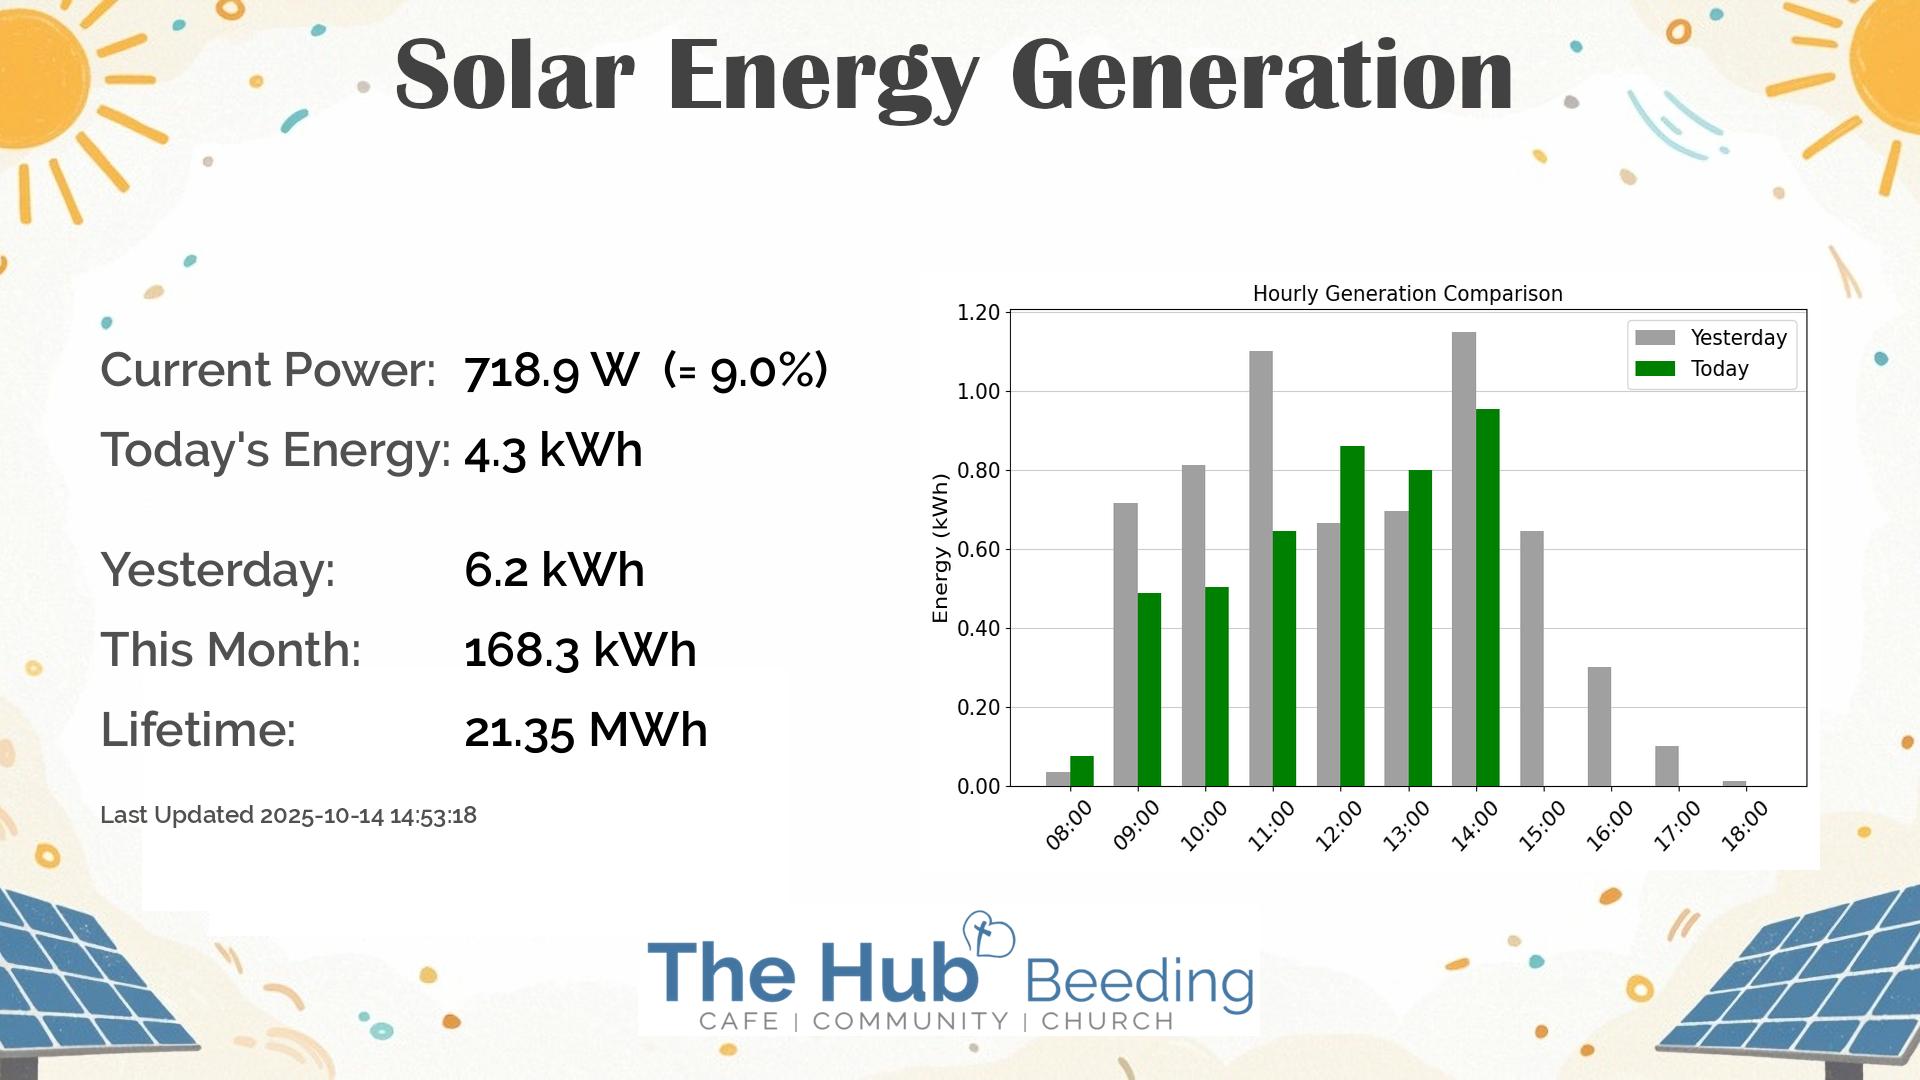 Solar Energy Generation
Current Power: 718.9 W (= 9.0%)
Today's Energy: 4.3 kWh
Yesterday: 6.2 kWh
This Month: 168.3 kWh
Lifetime: 21.35 MWh
Last Updated 2025-10-14 14:53:18
Hourly Generation Comparison
Yesterday
Today
Energy (kWh)
1.20
1.00
0.80
0.60
0.40
0.20
0.00
08:00 09:00 10:00 11:00 12:00 13:00 14:00 15:00 16:00 17:00 18:00
The Hub Beeding
CAFE | COMMUNITY | CHURCH